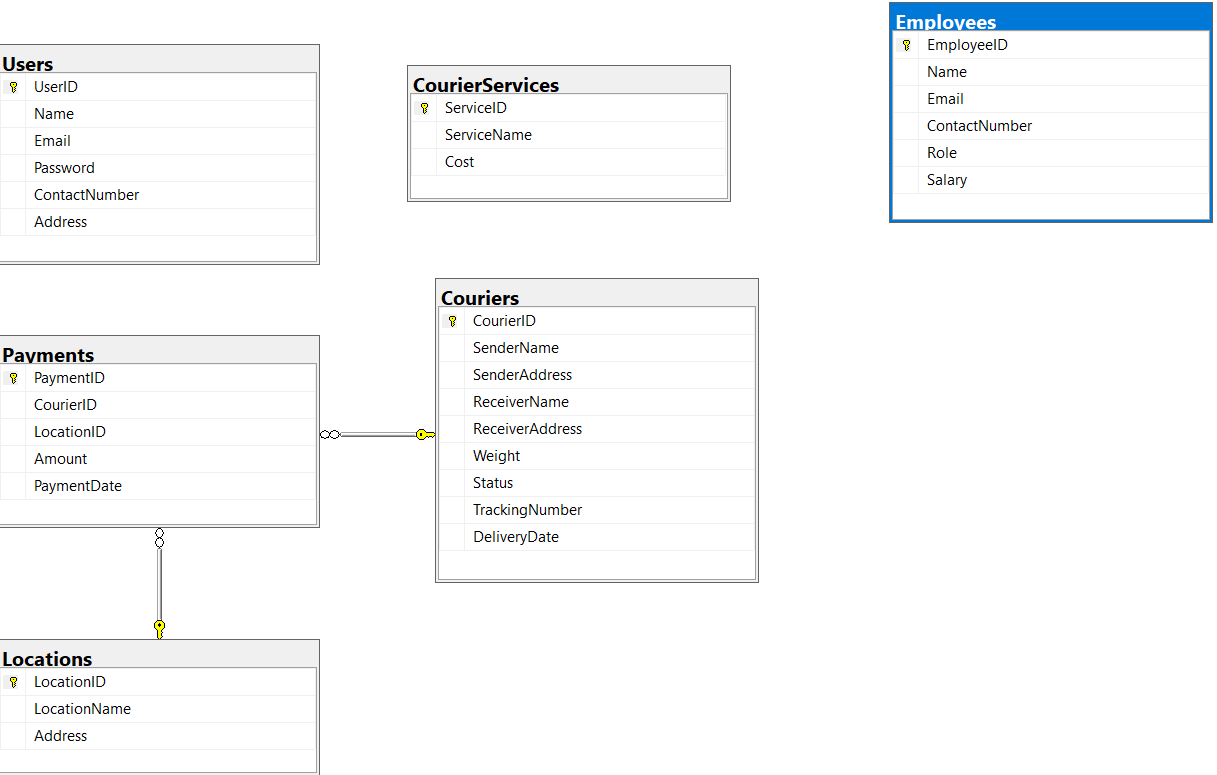 Users
UserID
Name
Email
Password
ContactNumber
Address
CourierServices
ServiceID
ServiceName
Cost
Employees
EmployeeID
Name
Email
ContactNumber
Role
Salary
Payments
PaymentID
CourierID
LocationID
Amount
PaymentDate
Couriers
CourierID
SenderName
SenderAddress
ReceiverName
ReceiverAddress
Weight
Status
TrackingNumber
DeliveryDate
Locations
LocationID
LocationName
Address